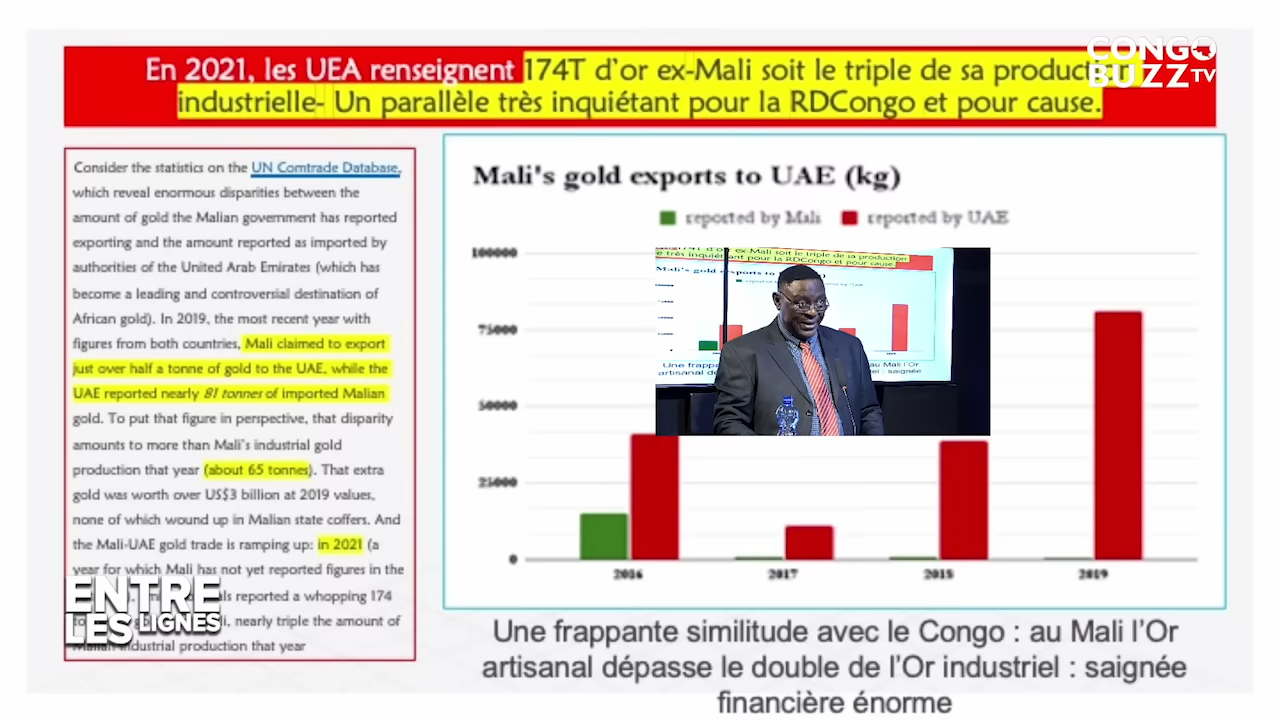 CONGO
BUZZ TV
En 2021, les UEA renseignent 174T d’or ex-Mali soit le triple de sa
industrielle- Un parallèle très inquiétant pour la RDCongo et pour cause.
Consider the statistics on the UN Comtrade Database,
which reveal enormous disparities between the
amount of gold the Malian government has reported
exporting and the amount reported as imported by
authorities of the United Arab Emirates (which has
become a leading and controversial destination of
African gold). In 2019, the most recent year with
figures from both countries, Mali claimed to export
just over half a tonne of gold to the UAE, while the
UAE reported nearly 81 tonnes of imported Malian
gold. To put that figure in perspective, that disparity
amounts to more than Mali's industrial gold
production that year (about 65 tonnes). That extra
gold was worth over US$3 billion at 2019 values,
none of which wound up in Malian state coffers. And
the Mali-UAE gold trade is ramping up: in 2021 (a
year for which Mali has not yet reported figures in the
reported a whopping 174
nearly triple the amount of
industrial production that year
ENTRE
LES LIGNES
Mali's gold exports to UAE (kg)
reported by Mali
reported by UAE
100000
75000
50000
25000
0
2016
2017
2019
Une frappante similitude avec le Congo : au Mali l’Or
artisanal dépasse le double de l’Or industriel : saignée
financière énorme